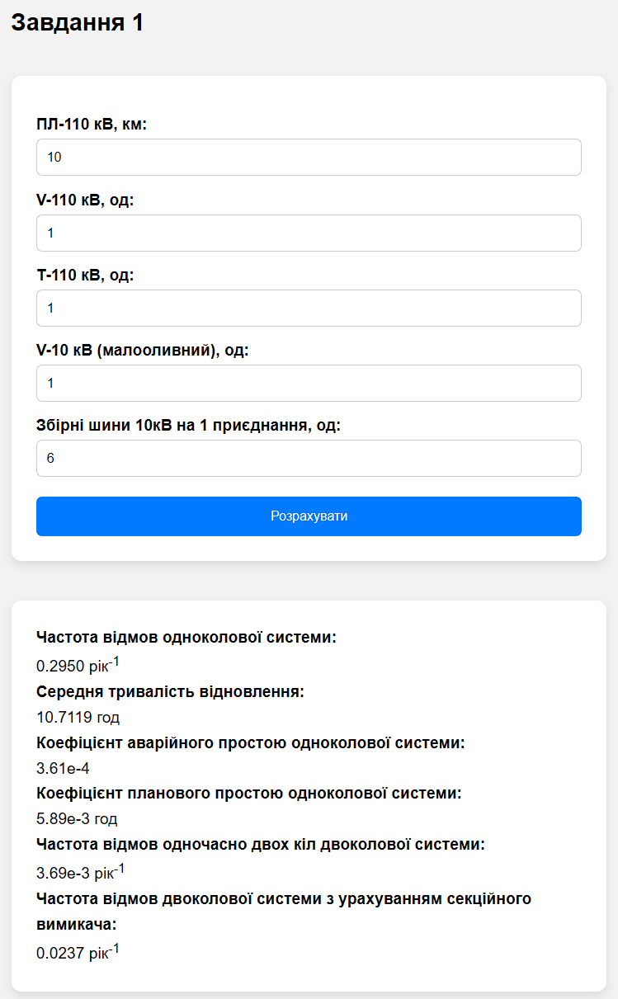 Завдання 1
ПЛ-110 кВ, км:
10
V-110 кВ, од:
1
Т-110 кВ, од:
1
V-10 кВ (малооливний), од:
1
Збірні шини 10кВ на 1 приєднання, од:
6
Розрахувати
Частота відмов одноколової системи:
0.2950 рік⁻¹
Середня тривалість відновлення:
10.7119 год
Коефіцієнт аварійного простою одноколової системи:
3.61e-4
Коефіцієнт планового простою одноколової системи:
5.89e-3 год
Частота відмов одночасно двох кіл двоколової системи:
3.69e-3 рік⁻¹
Частота відмов двоколової системи з урахуванням секційного
вимикача:
0.0237 рік⁻¹